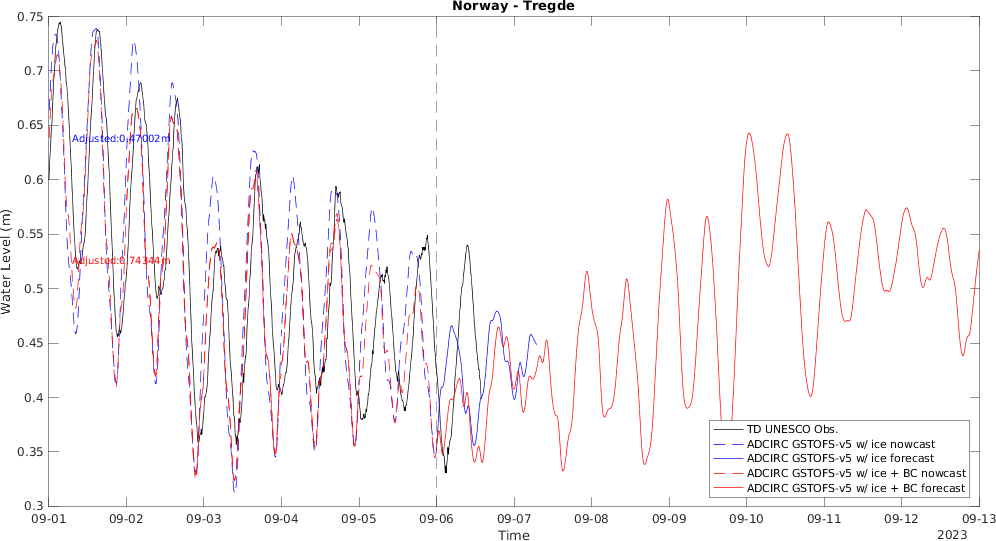 Norway - Tregde
0.75
0.7
0.65
0.6
0.55
0.5
0.45
0.4
0.35
0.3
Water Level (m)
Adjusted:0.47002m
Adjusted:0.74344m
TD UNESCO Obs.
ADCIRC GSTOFS-v5 w/ ice nowcast
ADCIRC GSTOFS-v5 w/ ice forecast
ADCIRC GSTOFS-v5 w/ ice + BC nowcast
ADCIRC GSTOFS-v5 w/ ice + BC forecast
09-01 09-02 09-03 09-04 09-05 09-06 09-07 09-08 09-09 09-10 09-11 09-12 09-13
Time
2023